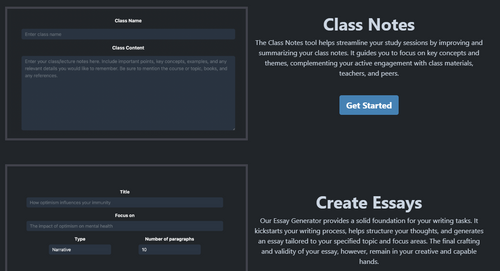 Class Name
Enter class name
Class Content
Enter your class/lecture notes here, include important points, key concepts, examples, and any
relevant details you would like to remember. Be sure to mention the course or topic, books, and
any references.
Class Notes
The Class Notes tool helps streamline your study sessions by improving and
summarizing your class notes. It guides you to focus on key concepts and
themes, complementing your active engagement with class materials,
teachers, and peers.
Get Started
Title
How optimism influences your immunity
Focus on
The impact of optimism on mental health
Type
Number of paragraphs
Narrative
10
Create Essays
Our Essay Generator provides a solid foundation for your writing tasks. It
kickstarts your writing process, helps structure your thoughts, and generates
an essay tailored to your specified topic and focus areas. The final crafting
and validity of your essay, however, remain in your creative and capable
hands.